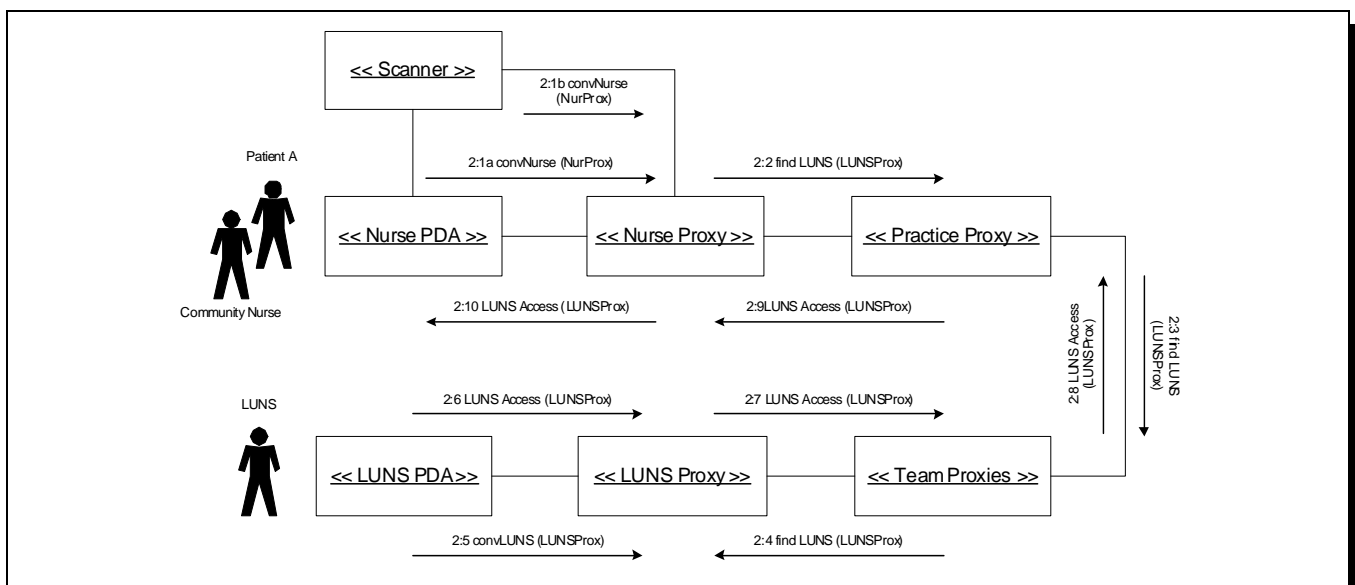 << Scanner >>
2:1b convNurse
(NurProx)
Patient A
2:1a convNurse (NurProx)
2:2 find LUNS (LUNSProx)
<< Nurse PDA >>
<< Nurse Proxy >>
<< Practice Proxy >>
Community Nurse
2:10 LUNS Access (LUNSProx)
2:9LUNS Access (LUNSProx)
2:8 LUNS Access
(LUNSProx)
2:3 find LUNS
(LUNSProx)
LUNS
2:6 LUNS Access (LUNSProx)
2:7 LUNS Access (LUNSProx)
<< LUNS PDA>>
<< LUNS Proxy >>
<< Team Proxies >>
2:5 convLUNS (LUNSProx)
2:4 find LUNS (LUNSProx)